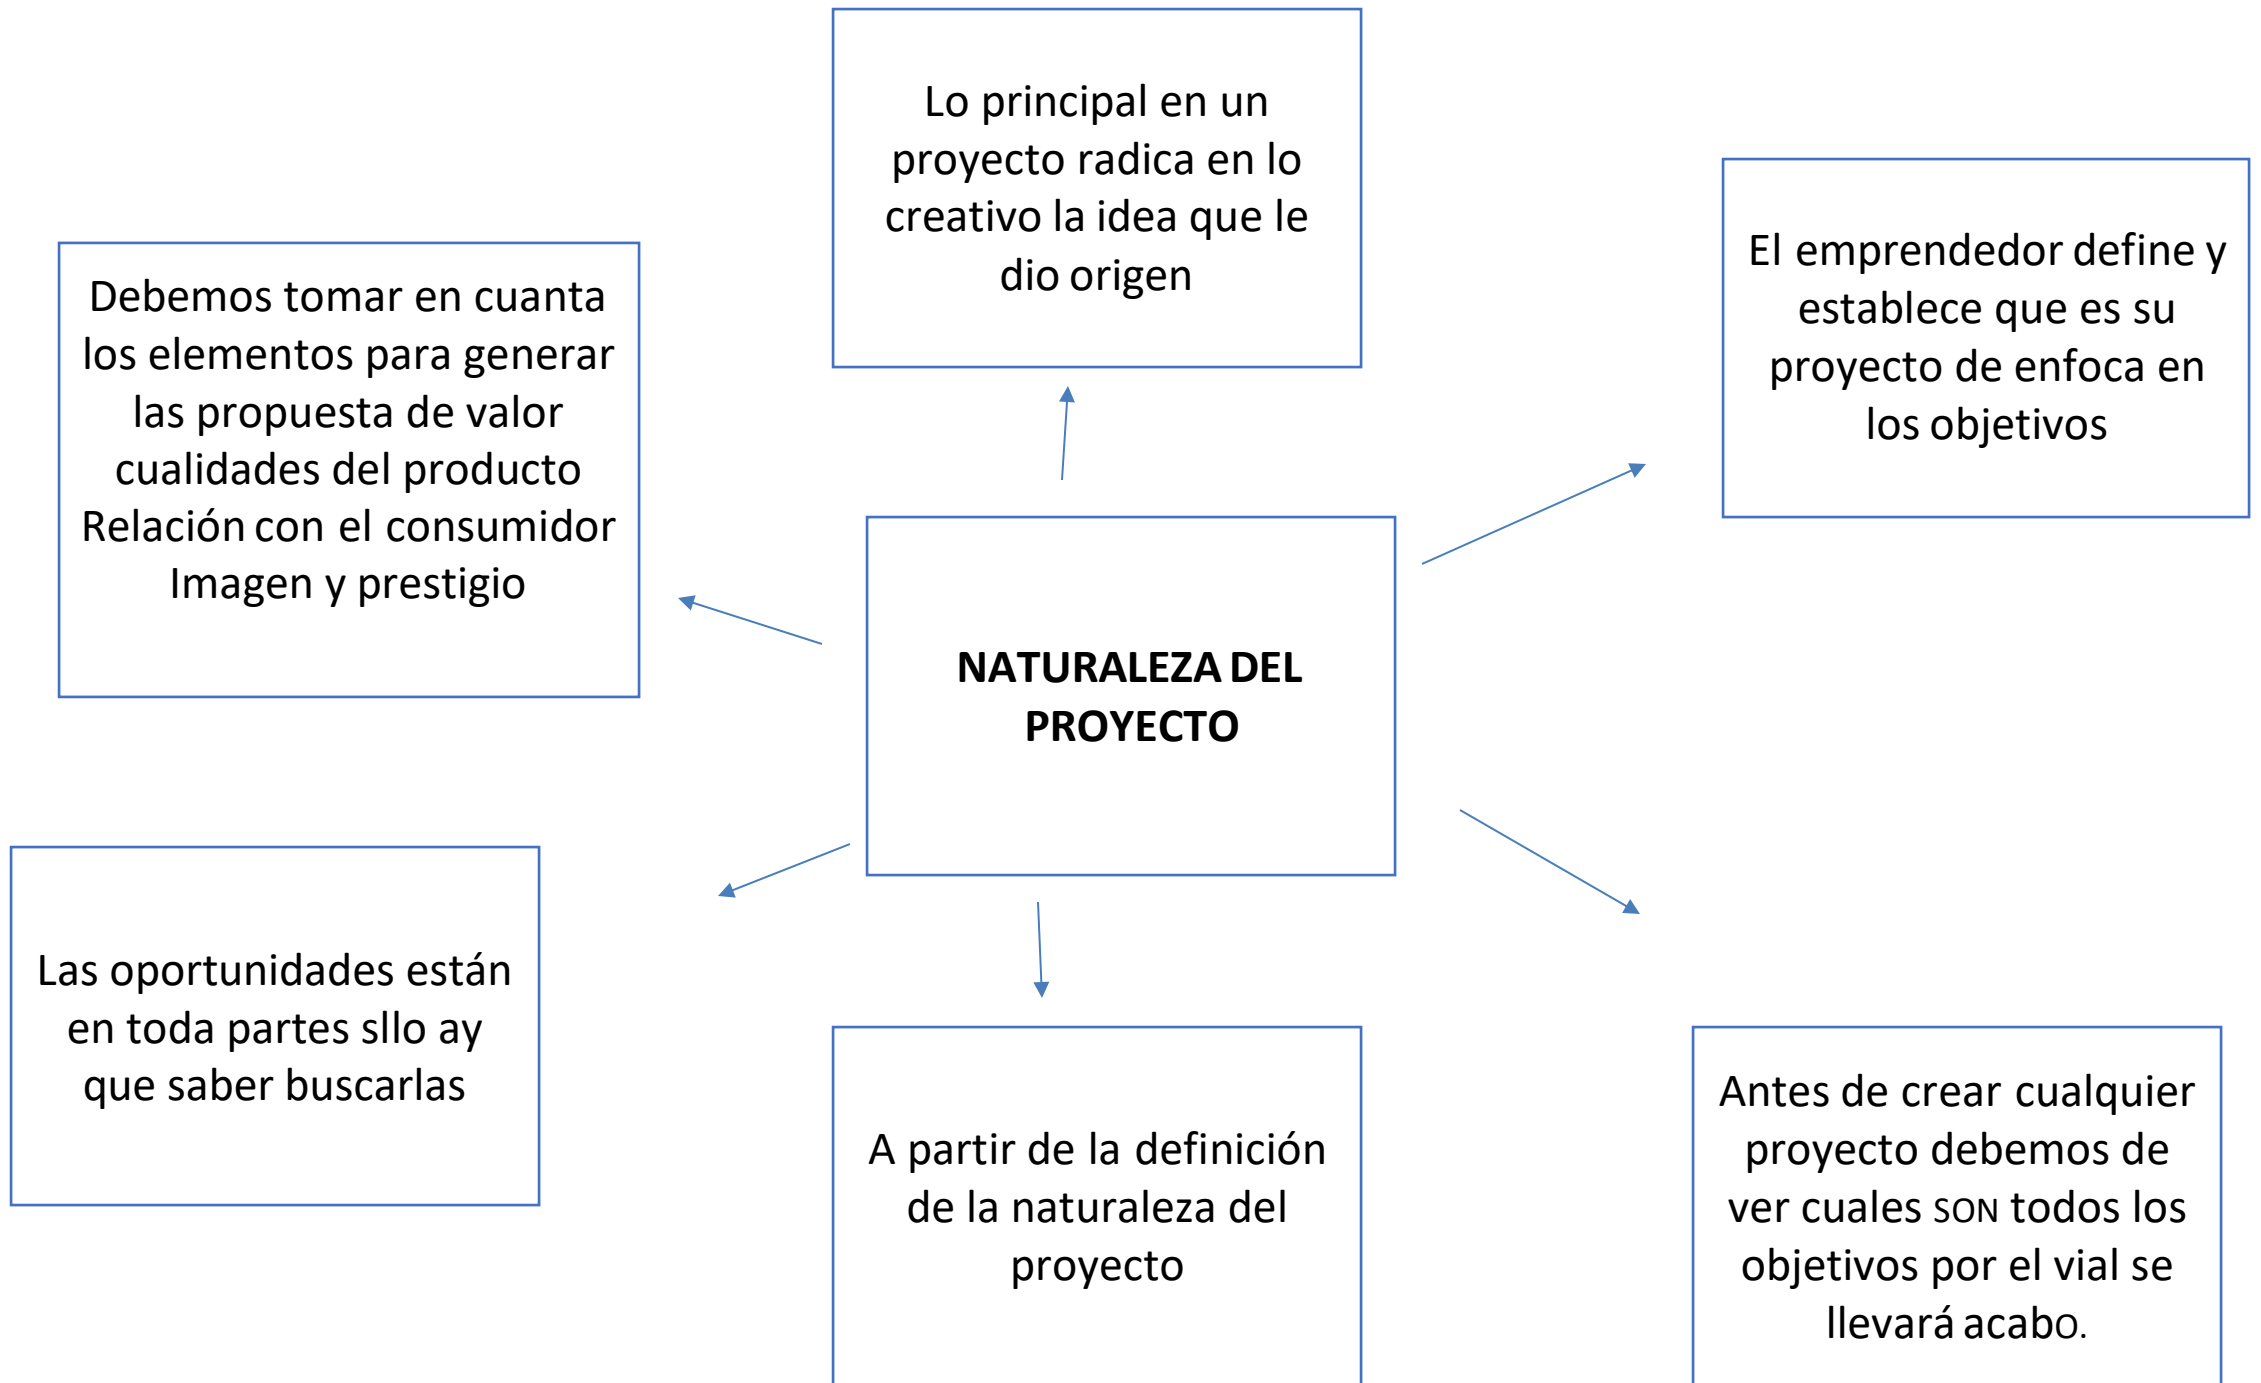 Lo principal en un
proyecto radica en lo
creativo la idea que le
dio origen
El emprendedor define y
establece que es su
proyecto de enfoca en
los objetivos
Debemos tomar en cuanta
los elementos para generar
las propuesta de valor
cualidades del producto
Relación con el consumidor
Imagen y prestigio
NATURALEZA DEL
PROYECTO
Las oportunidades están
en toda partes sllo ay
que saber buscarlas
A partir de la definición
de la naturaleza del
proyecto
Antes de crear cualquier
proyecto debemos de
ver cuales SON todos los
objetivos por el vial se
llevará acabO.